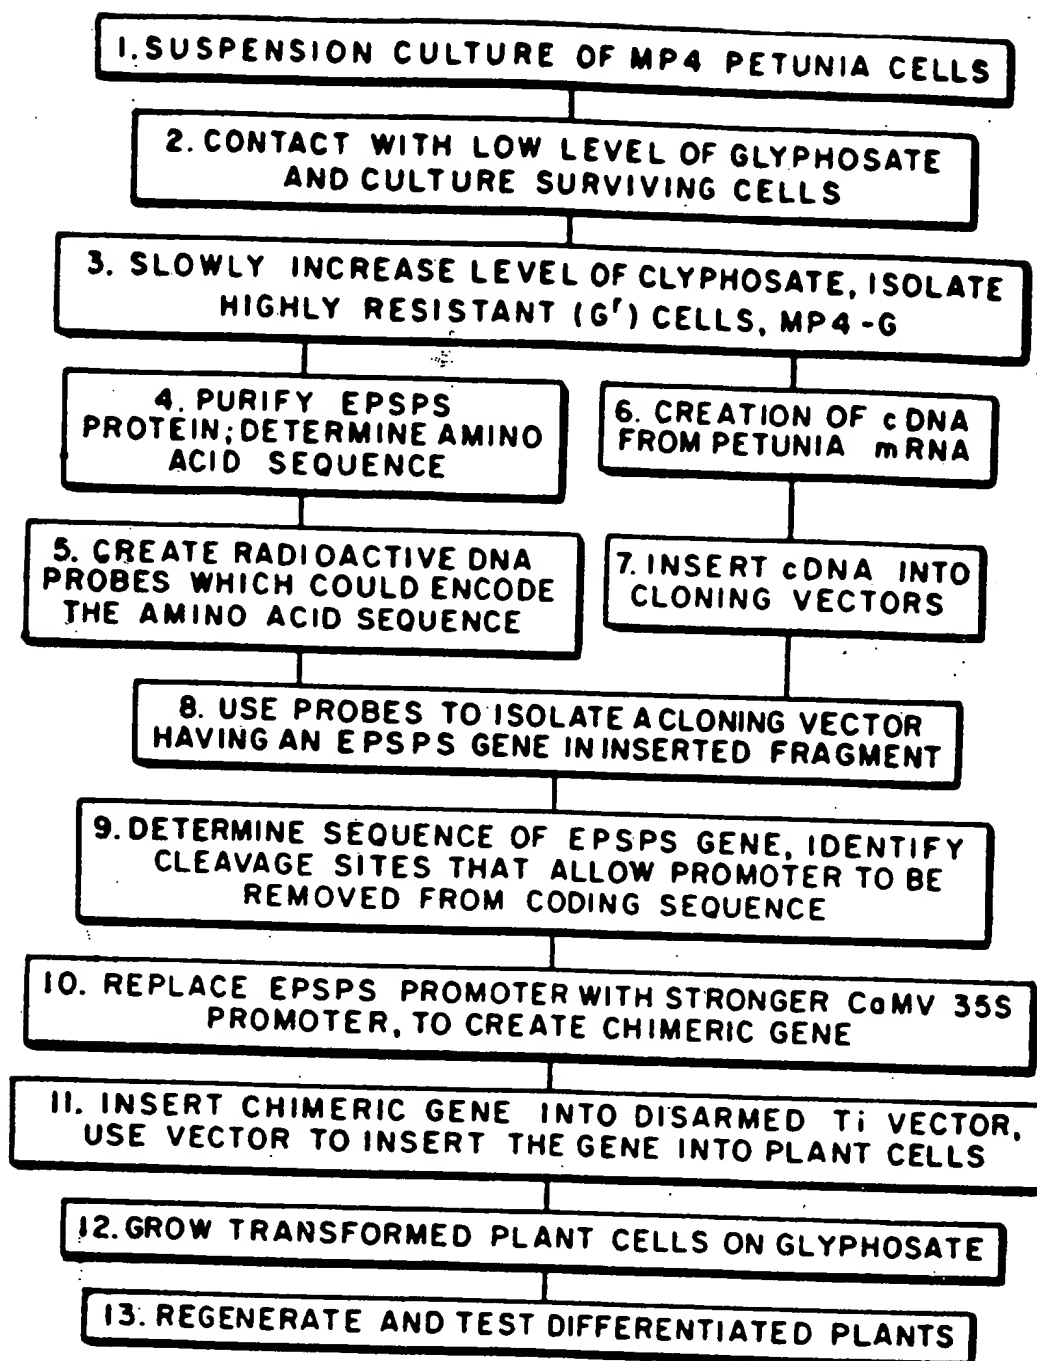 1. SUSPENSION CULTURE OF MP4 PETUNIA CELLS
2. CONTACT WITH LOW LEVEL OF GLYPHOSATE
AND CULTURE SURVIVING CELLS
3. SLOWLY INCREASE LEVEL OF CLYPHOSATE, ISOLATE
HIGHLY RESISTANT (Gʳ) CELLS, MP4-G
4. PURIFY EPSPS
PROTEIN; DETERMINE AMINO
ACID SEQUENCE
5. CREATE RADIOACTIVE DNA
PROBES WHICH COULD ENCODE
THE AMINO ACID SEQUENCE
6. CREATION OF cDNA
FROM PETUNIA mRNA
7. INSERT cDNA INTO
CLONING VECTORS
8. USE PROBES TO ISOLATE A CLONING VECTOR
HAVING AN EPSPS GENE IN INSERTED FRAGMENT
9. DETERMINE SEQUENCE OF EPSPS GENE, IDENTIFY
CLEAVAGE SITES THAT ALLOW PROMOTER TO BE
REMOVED FROM CODING SEQUENCE
10. REPLACE EPSPS PROMOTER WITH STRONGER CaMV 35S
PROMOTER, TO CREATE CHIMERIC GENE
11. INSERT CHIMERIC GENE INTO DISARMED Ti VECTOR,
USE VECTOR TO INSERT THE GENE INTO PLANT CELLS
12. GROW TRANSFORMED PLANT CELLS ON GLYPHOSATE
13. REGENERATE AND TEST DIFFERENTIATED PLANTS